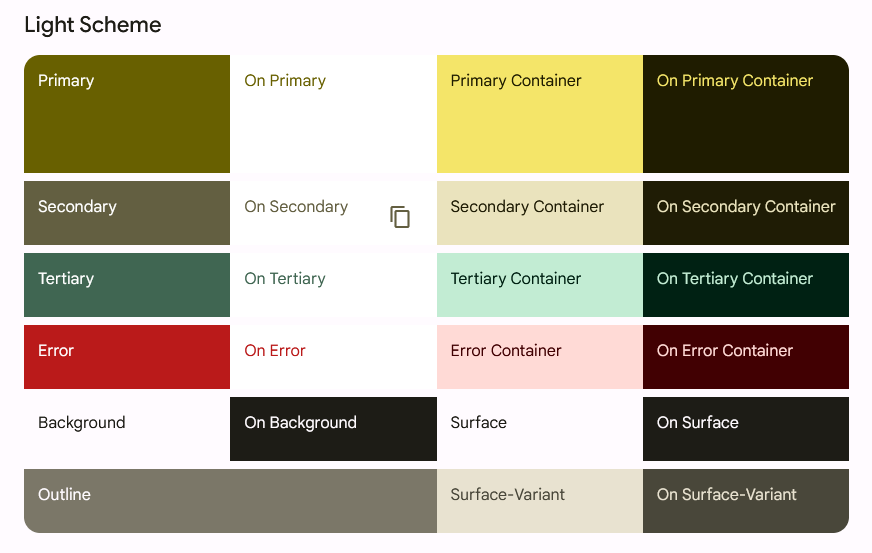 Light Scheme
Primary
On Primary
Primary Container
On Primary Container
Secondary
On Secondary
Secondary Container
On Secondary Container
Tertiary
On Tertiary
Tertiary Container
On Tertiary Container
Error
On Error
Error Container
On Error Container
Background
On Background
Surface
On Surface
Outline
Surface-Variant
On Surface-Variant